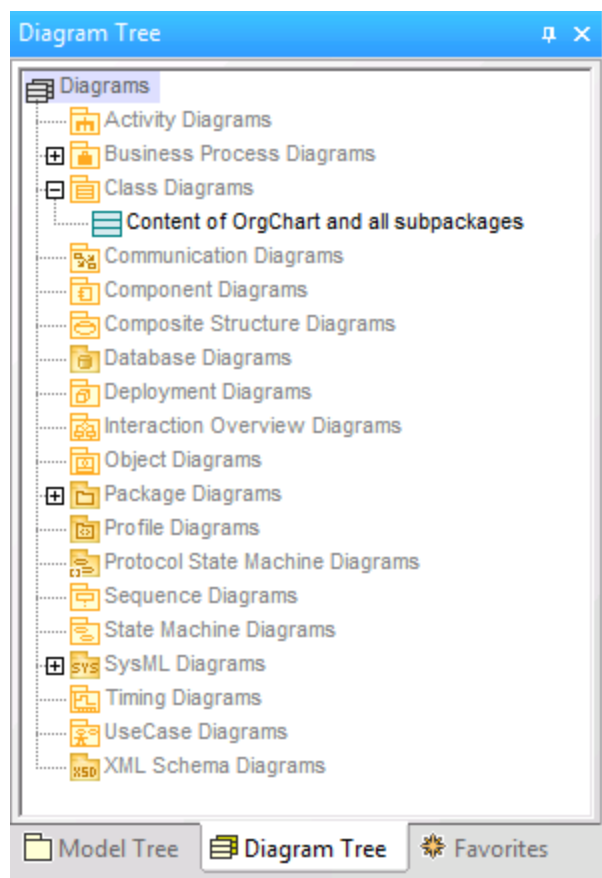 Diagram Tree
Diagrams
Activity Diagrams
Business Process Diagrams
Class Diagrams
Content of OrgChart and all subpackages
Communication Diagrams
Component Diagrams
Composite Structure Diagrams
Database Diagrams
Deployment Diagrams
Interaction Overview Diagrams
Object Diagrams
Package Diagrams
Profile Diagrams
Protocol State Machine Diagrams
Sequence Diagrams
State Machine Diagrams
SYS SysML Diagrams
Timing Diagrams
UseCase Diagrams
XSD XML Schema Diagrams
Model Tree Diagram Tree Favorites